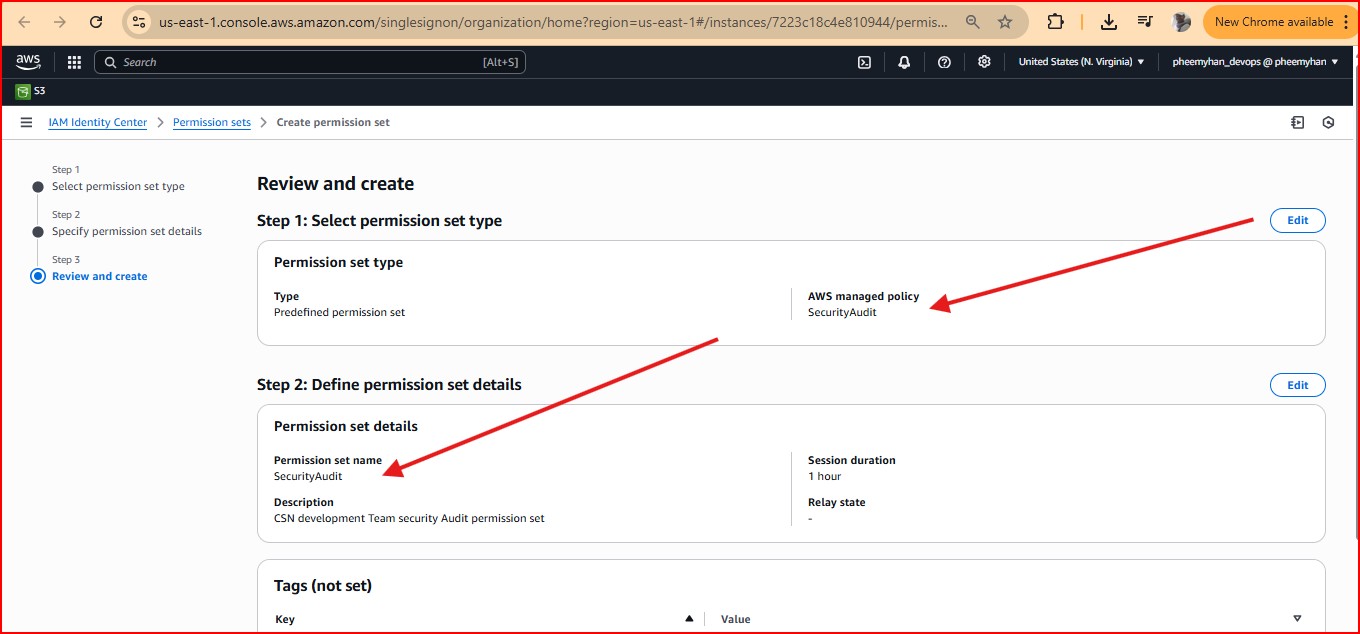 us-east-1.console.aws.amazon.com/singlesignon/organization/home?region=us-east-1#/instances/7223c18c4e810944/permis...
New Chrome available
aws
Search
[Alt+S]
United States (N. Virginia)
pheemyhan_devops @ pheemyhan
S3
IAM Identity Center
Permission sets
Create permission set
Step 1
Select permission set type
Step 2
Specify permission set details
Step 3
Review and create
Review and create
Step 1: Select permission set type
Edit
Permission set type
Type
Predefined permission set
AWS managed policy
SecurityAudit
Step 2: Define permission set details
Edit
Permission set details
Permission set name
SecurityAudit
Description
CSN development Team security Audit permission set
Session duration
1 hour
Relay state
-
Tags (not set)
Key
Value